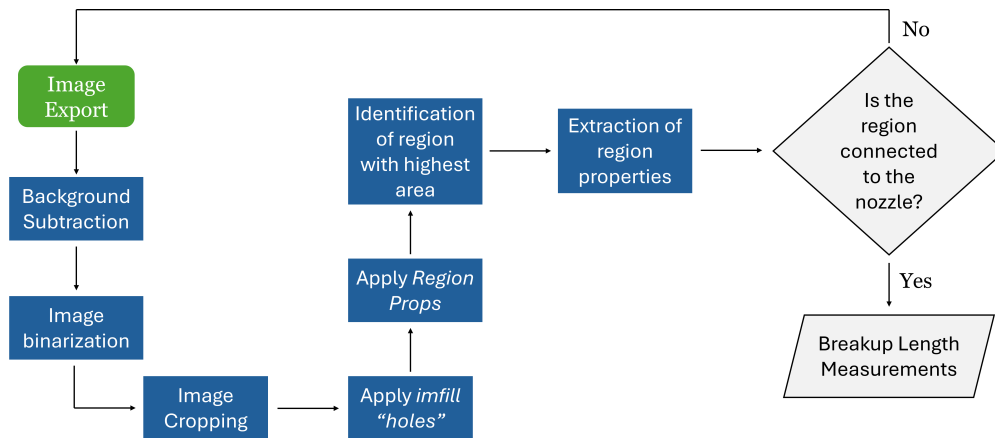 Image
Export
Background
Subtraction
Image
binarization
Image
Cropping
Apply imfill
“holes”
Apply Region
Props
Identification
of region
with highest
area
Extraction of
region
properties
Is the
region
connected
to the
nozzle?
No
Yes
Breakup Length
Measurements